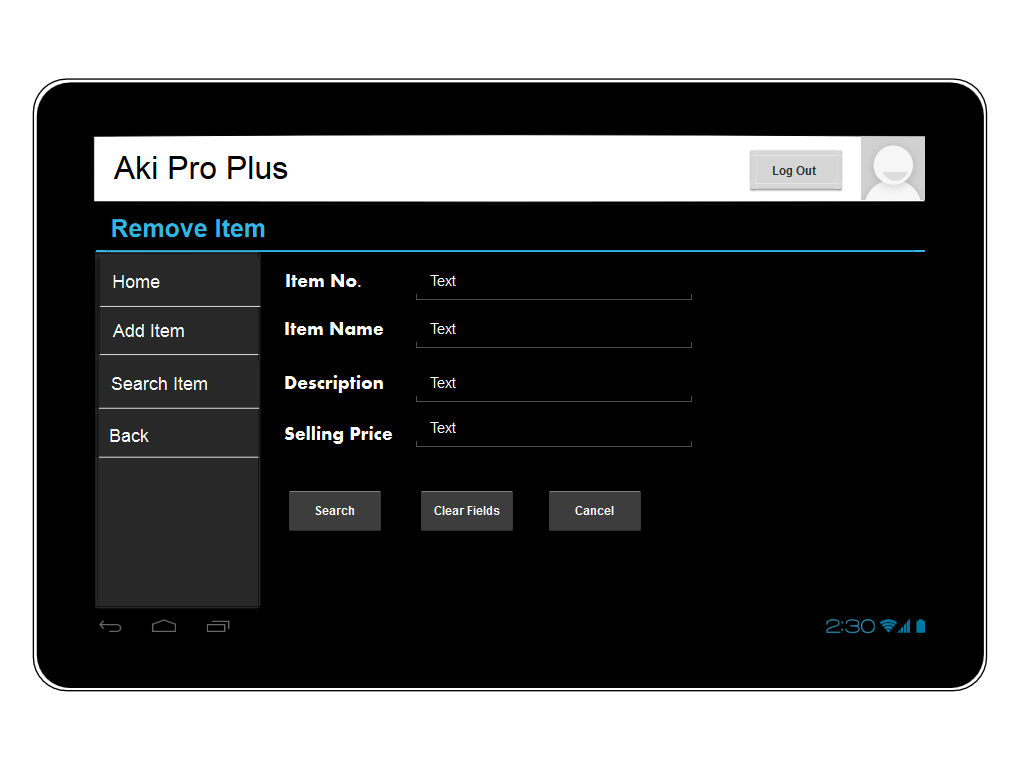 Aki Pro Plus
Log Out
Remove Item
Home
Add Item
Search Item
Back
Item No.
Text
Item Name
Text
Description
Text
Selling Price
Text
Search
Clear Fields
Cancel
2:30